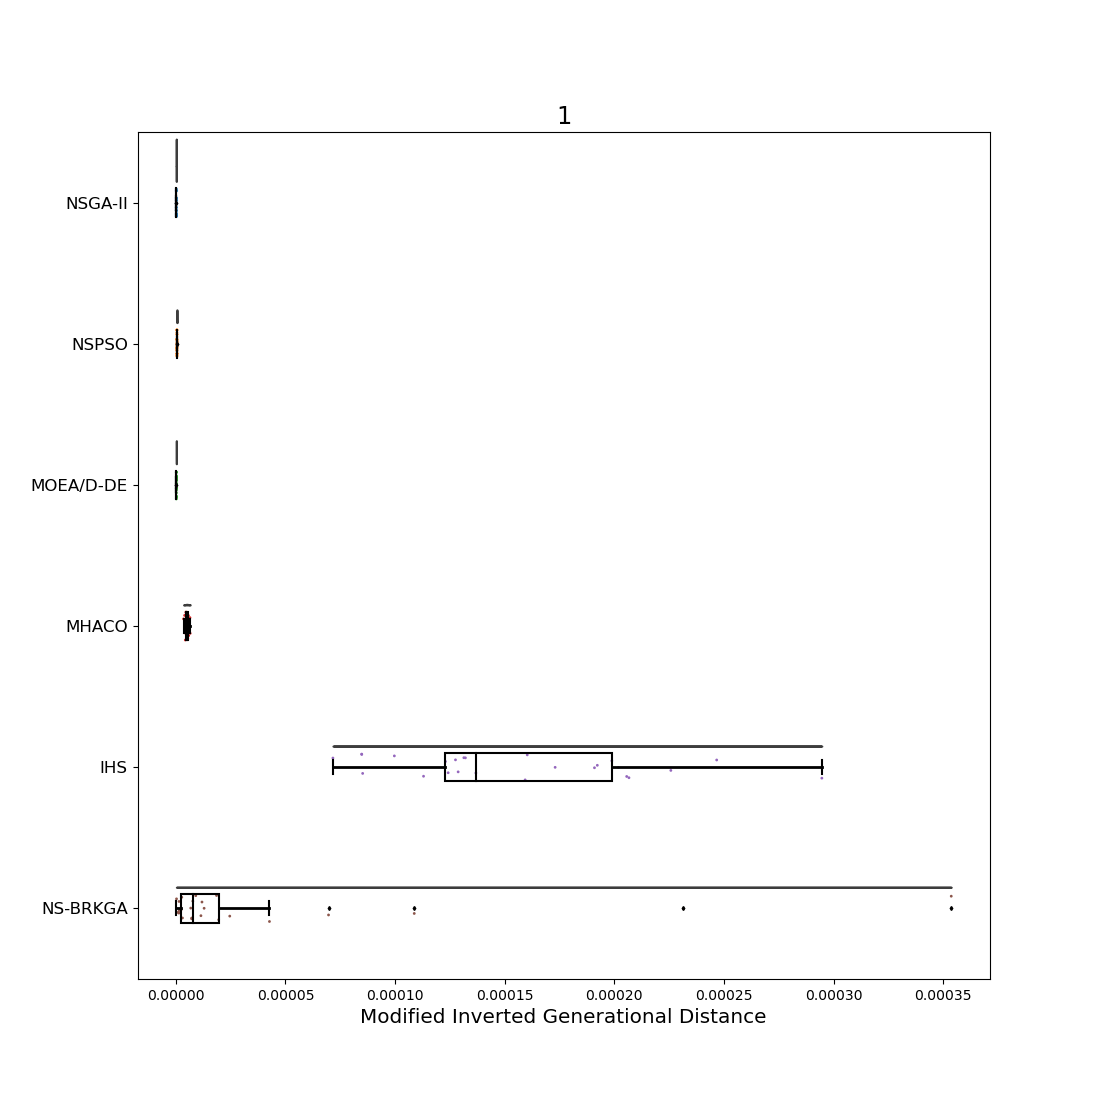 1
NSGA-II
NSPSO
MOEA/D-DE
MHACO
IHS
NS-BRKGA
0.00000 0.00005 0.00010 0.00015 0.00020 0.00025 0.00030 0.00035
Modified Inverted Generational Distance